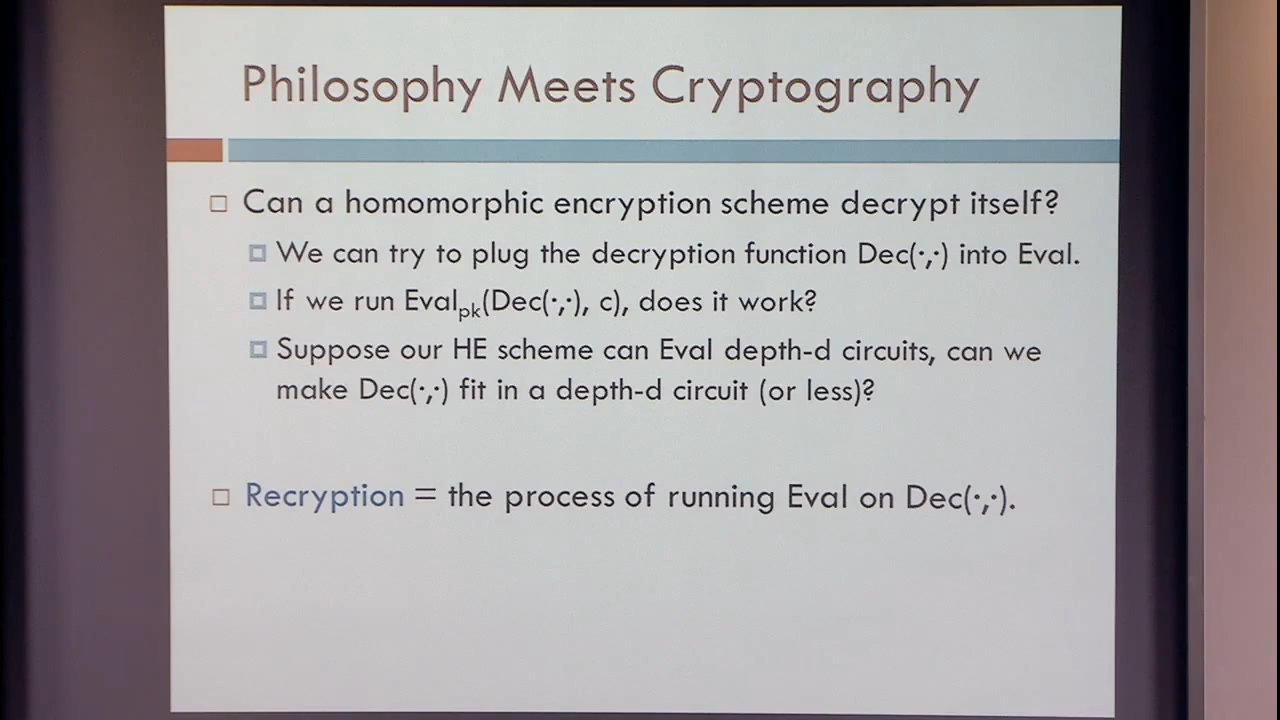 Philosophy Meets Cryptography
Can a homomorphic encryption scheme decrypt itself?
We can try to plug the decryption function Dec(·,·) into Eval.
If we run Evalpk(Dec(·,·), c), does it work?
Suppose our HE scheme can Eval depth-d circuits, can we
make Dec(·,·) fit in a depth-d circuit (or less)?
Recryption = the process of running Eval on Dec(·,·).